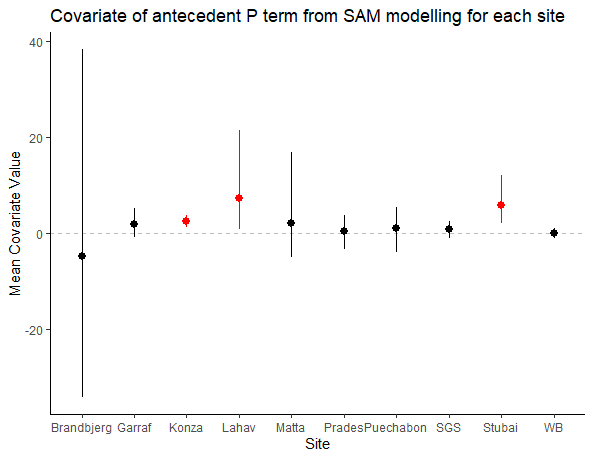 Covariate of antecedent P term from SAM modelling for each site
Mean Covariate Value
40
20
0
-20
Brandbjerg Garraf Konza Lahav Matta Prades Puechabon SGS Stubai WB
Site